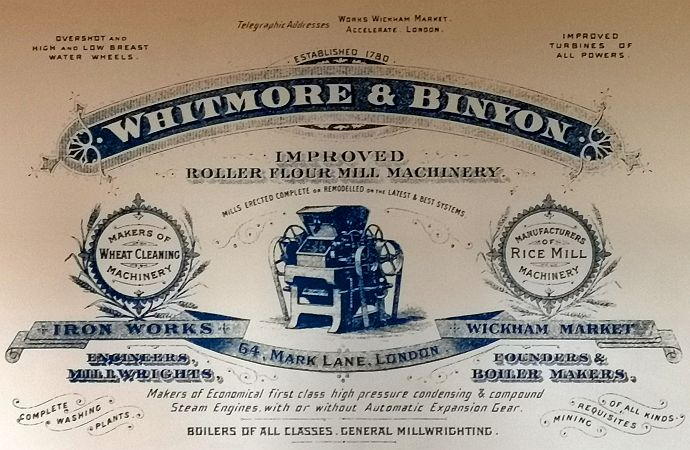 Telegraphic Addresses Works Wickham Market.
Accelerate. London.
OVERSHOT AND
HIGH AND LOW BREAST
WATER WHEELS.
IMPROVED
TURBINES OF
ALL POWERS.
· ESTABLISHED 1780 ·
· WHITMORE & BINYON ·
IMPROVED
ROLLER FLOUR MILL MACHINERY.
MILLS ERECTED COMPLETE OR REMODELLED ON THE LATEST & BEST SYSTEMS
MAKERS OF
WHEAT CLEANING
MACHINERY
MANUFACTURERS
OF
RICE MILL
MACHINERY
IRON WORKS
WICKHAM MARKET
64, MARK LANE, LONDON
ENGINEERS,
MILLWRIGHTS,
FOUNDERS &
BOILER MAKERS,
Makers of Economical first class high pressure condensing & compound
Steam Engines, with or without Automatic Expansion Gear.
COMPLETE
WASHING
PLANTS.
MINING
REQUISITES
OF ALL KINDS.
BOILERS OF ALL CLASSES. GENERAL MILLWRIGHTING.